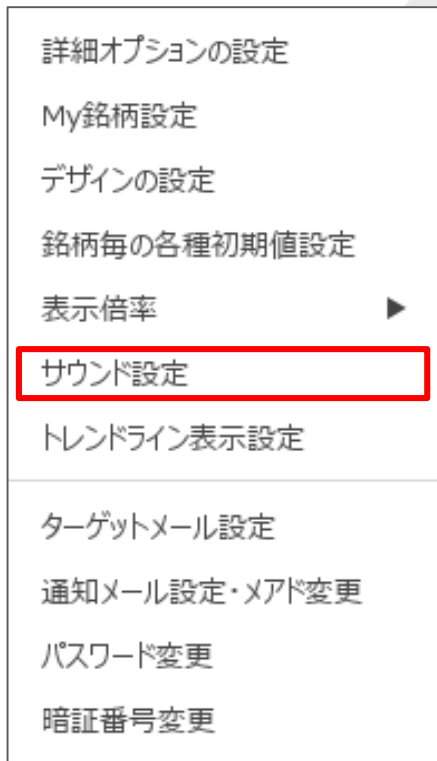 詳細オプションの設定
My銘柄設定
デザインの設定
銘柄毎の各種初期値設定
表示倍率 ▶
サウンド設定
トレンドライン表示設定
ターゲットメール設定
通知メール設定・メアド変更
パスワード変更
暗証番号変更